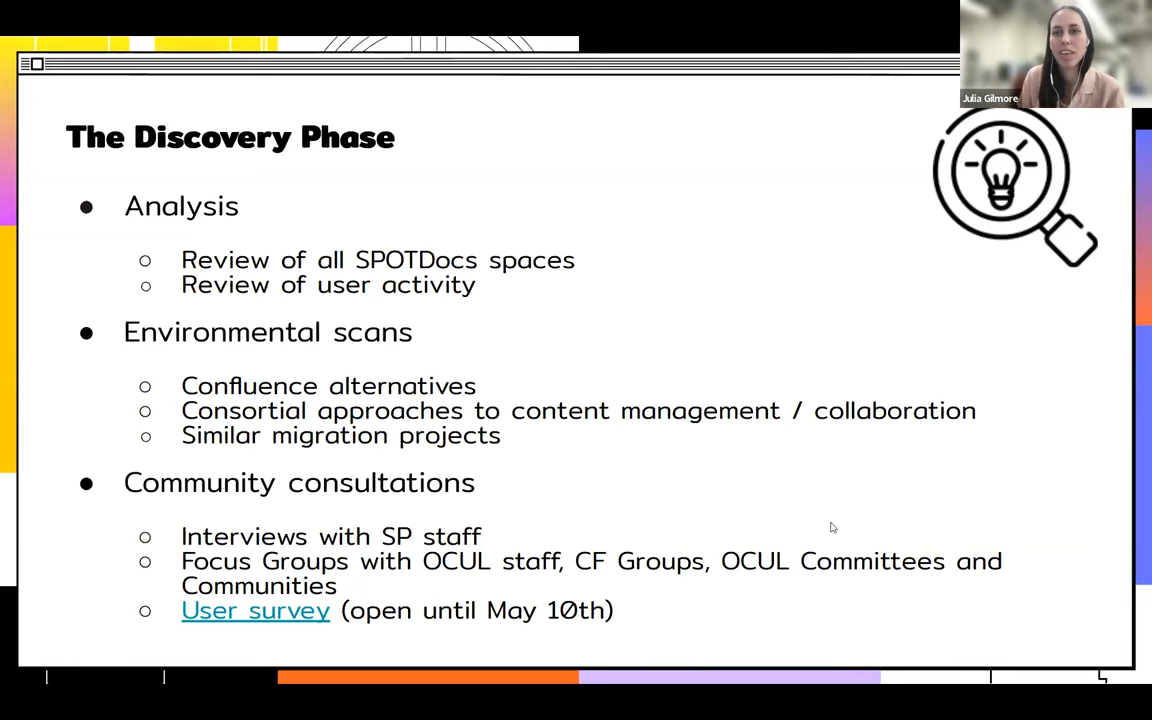 Julia Gilmore
The Discovery Phase
● Analysis
○ Review of all SPOTDocs spaces
○ Review of user activity
● Environmental scans
○ Confluence alternatives
○ Consortial approaches to content management / collaboration
○ Similar migration projects
● Community consultations
○ Interviews with SP staff
○ Focus Groups with OCUL staff, CF Groups, OCUL Committees and
Communities
○ User survey (open until May 10th)